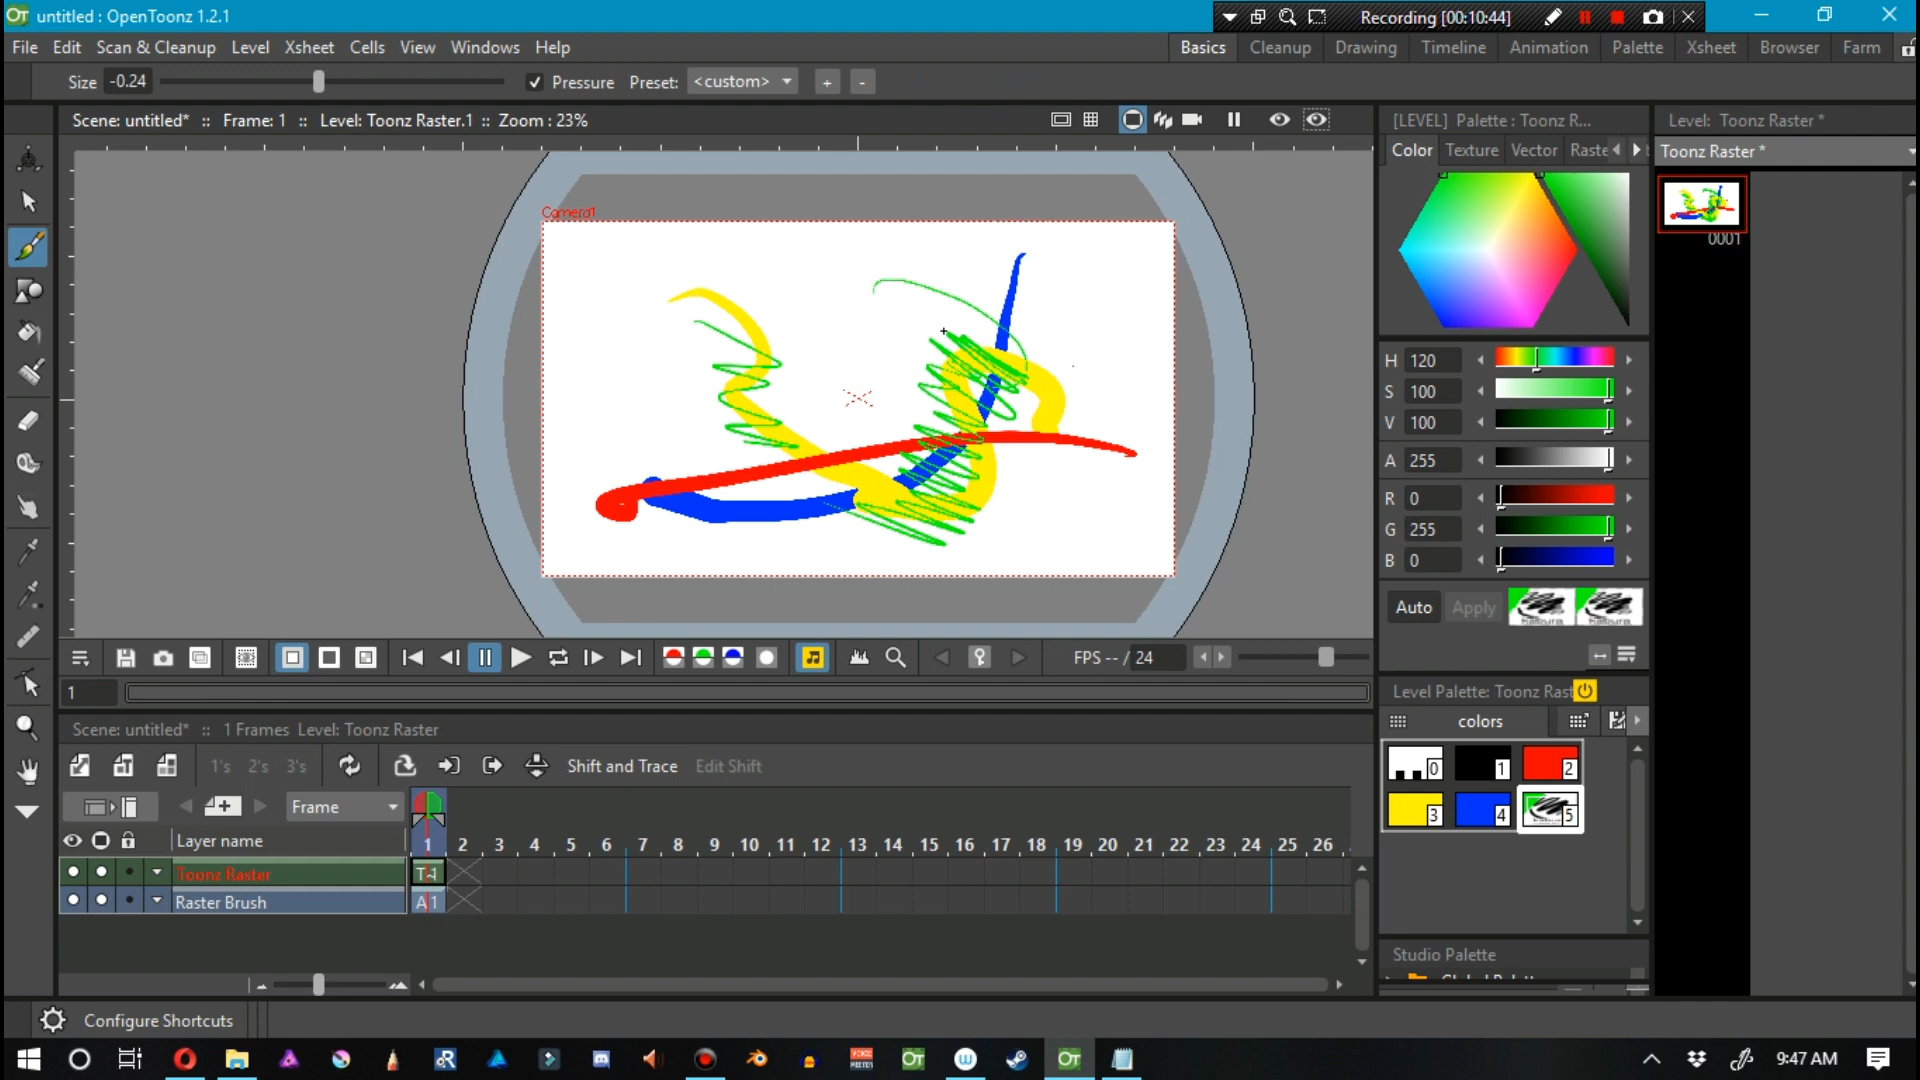 untitled : OpenToonz 1.2.1
Recording [00:10:44]
File Edit Scan & Cleanup Level Xsheet Cells View Windows Help
Basics Cleanup Drawing Timeline Animation Palette Xsheet Browser Farm
Size -0.24 Pressure Preset: <custom> + -
Scene: untitled* :: Frame: 1 :: Level: Toonz Raster.1 :: Zoom : 23%
[LEVEL] Palette : Toonz R...
Level: Toonz Raster *
Color Texture Vector Raste
Toonz Raster *
Camera1
0001
H 120
S 100
V 100
A 255
R 0
G 255
B 0
Auto Apply
FPS -- / 24
1
Level Palette: Toonz Rast
colors
0 1 2
3 4 5
Scene: untitled* :: 1 Frames Level: Toonz Raster
1's 2's 3's Shift and Trace Edit Shift
Frame
Layer name
1 2 3 4 5 6 7 8 9 10 11 12 13 14 15 16 17 18 19 20 21 22 23 24 25 26
Toonz Raster
Raster Brush A 1
Studio Palette
Configure Shortcuts
9:47 AM